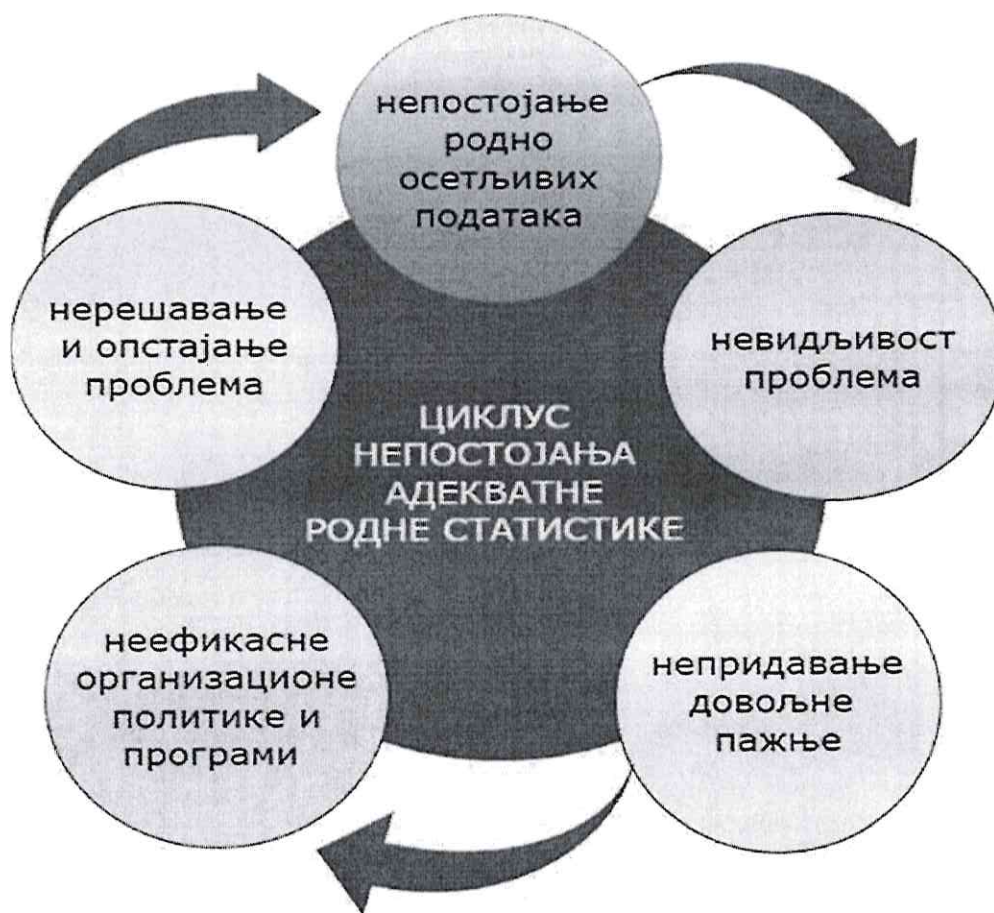 непостојање
родно
осетљивих
података
невидљивост
проблема
непридавање
довољне
пажње
неефикасне
организационе
политике и
програми
нерешавање
и опстајање
проблема
ЦИКЛУС
НЕПОСТОЈАЊА
АДЕКВАТНЕ
РОДНЕ СТАТИСТИКЕ